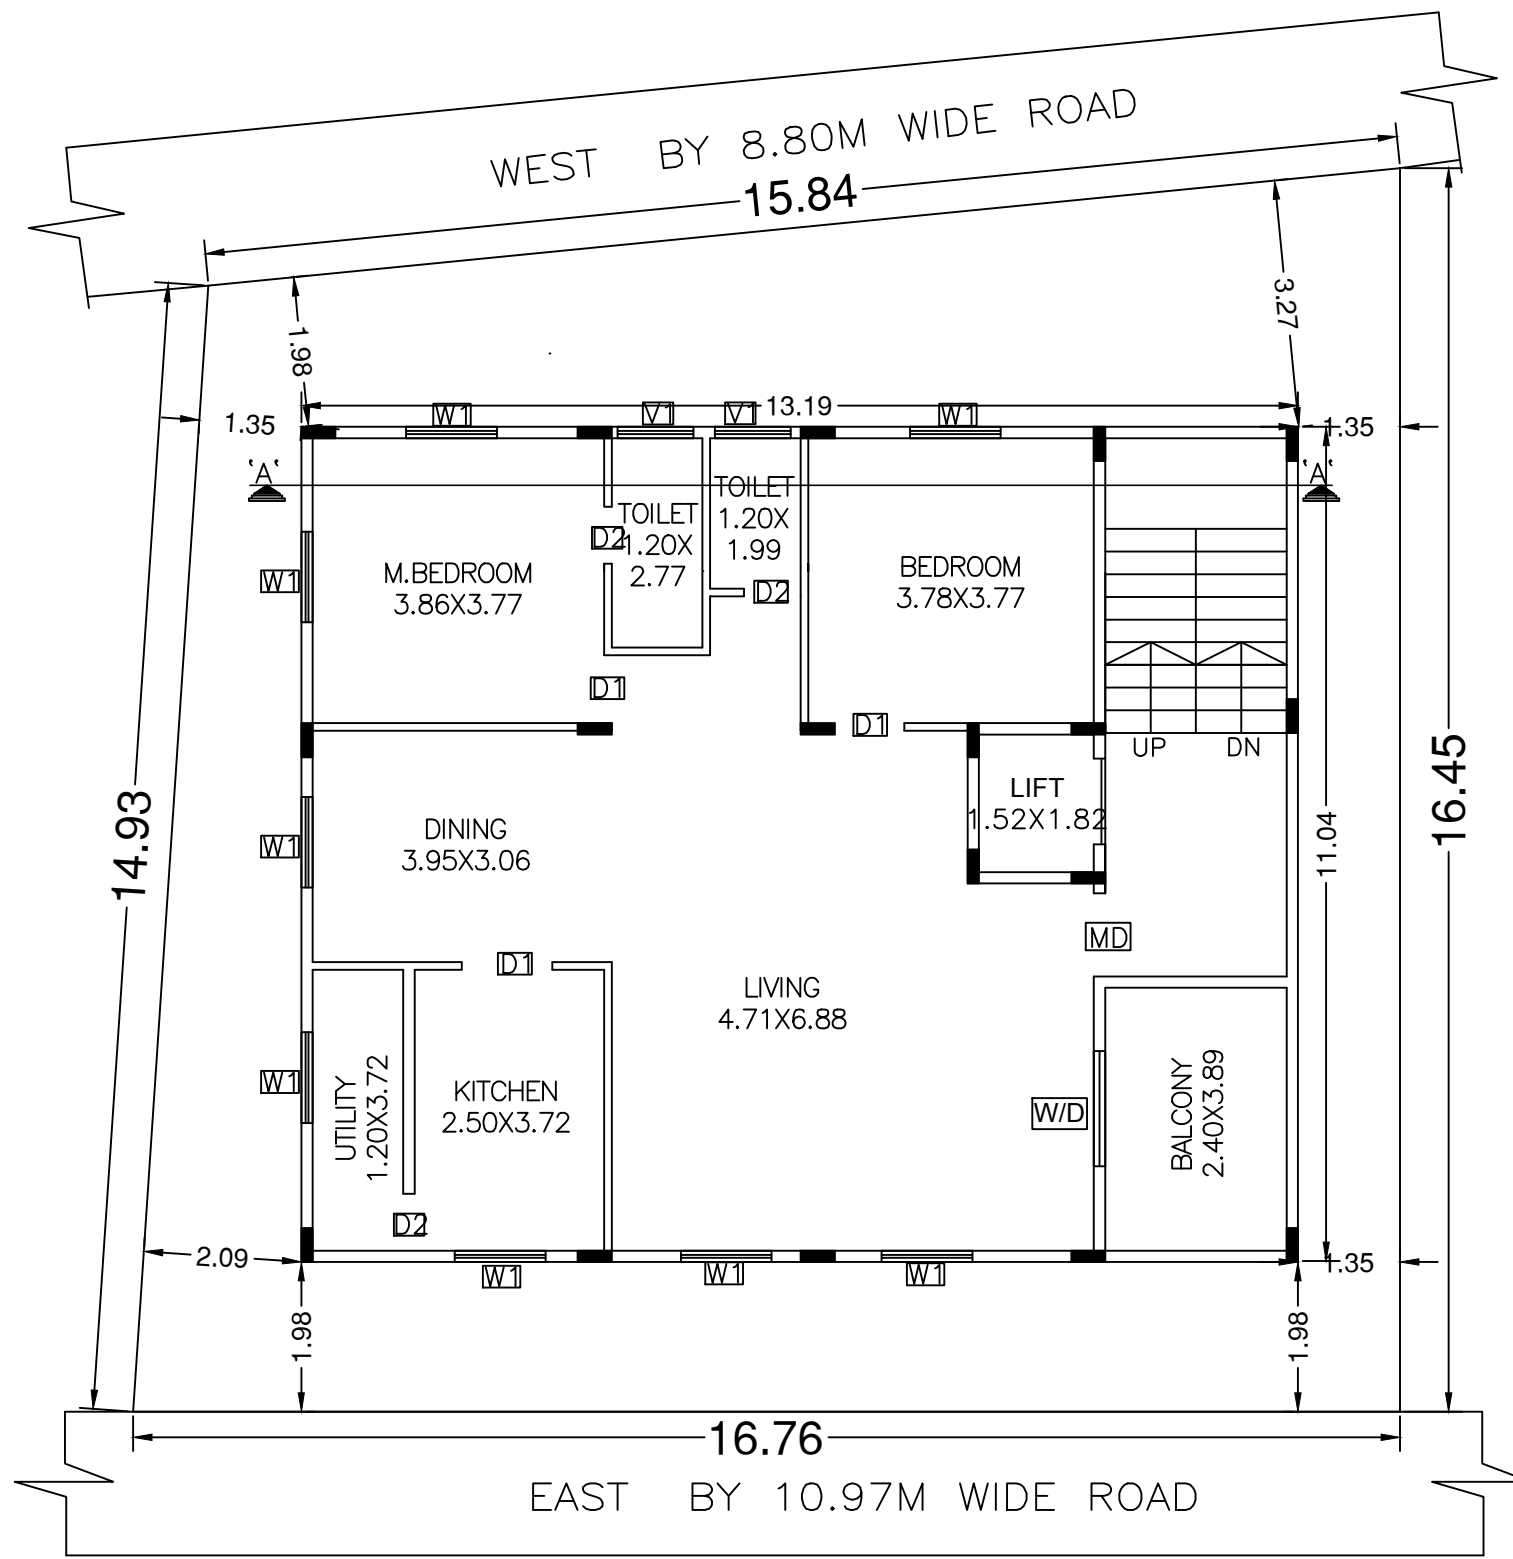 WEST BY 8.80M WIDE ROAD
15.84
3.27
1.98
1.35
13.19
1.35
W1
V1
V1
W1
'A'
'A'
TOILET
1.20X
1.99
TOILET
1.20X
2.77
D2
D2
M.BEDROOM
3.86X3.77
BEDROOM
3.78X3.77
W1
D1
D1
UP
DN
LIFT
1.52X1.82
14.93
16.45
11.04
DINING
3.95X3.06
W1
MD
D1
LIVING
4.71X6.88
UTILITY
1.20X3.72
KITCHEN
2.50X3.72
W1
W/D
BALCONY
2.40X3.89
D2
2.09
1.35
W1
W1
W1
1.98
1.98
16.76
EAST BY 10.97M WIDE ROAD